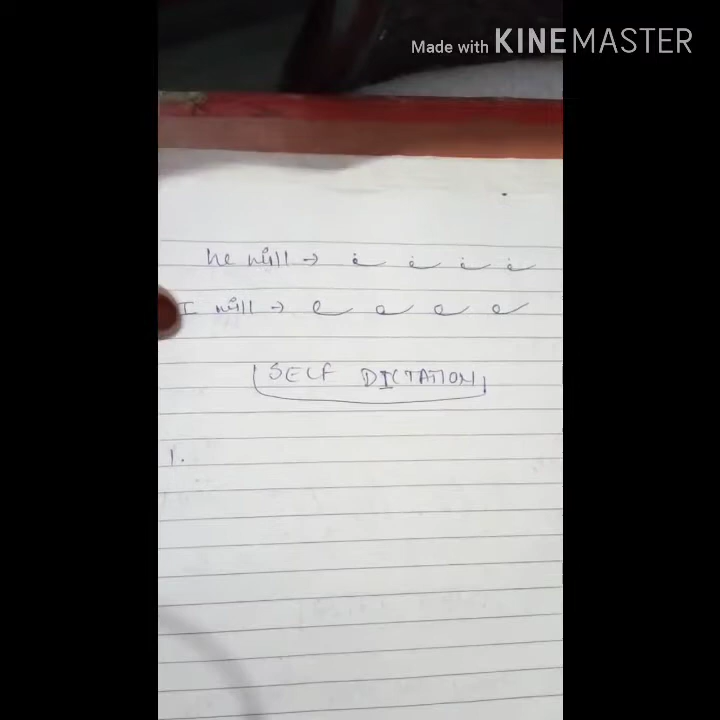 Made with KINEMASTER
he will →
I will →
SELF DICTATION
1.